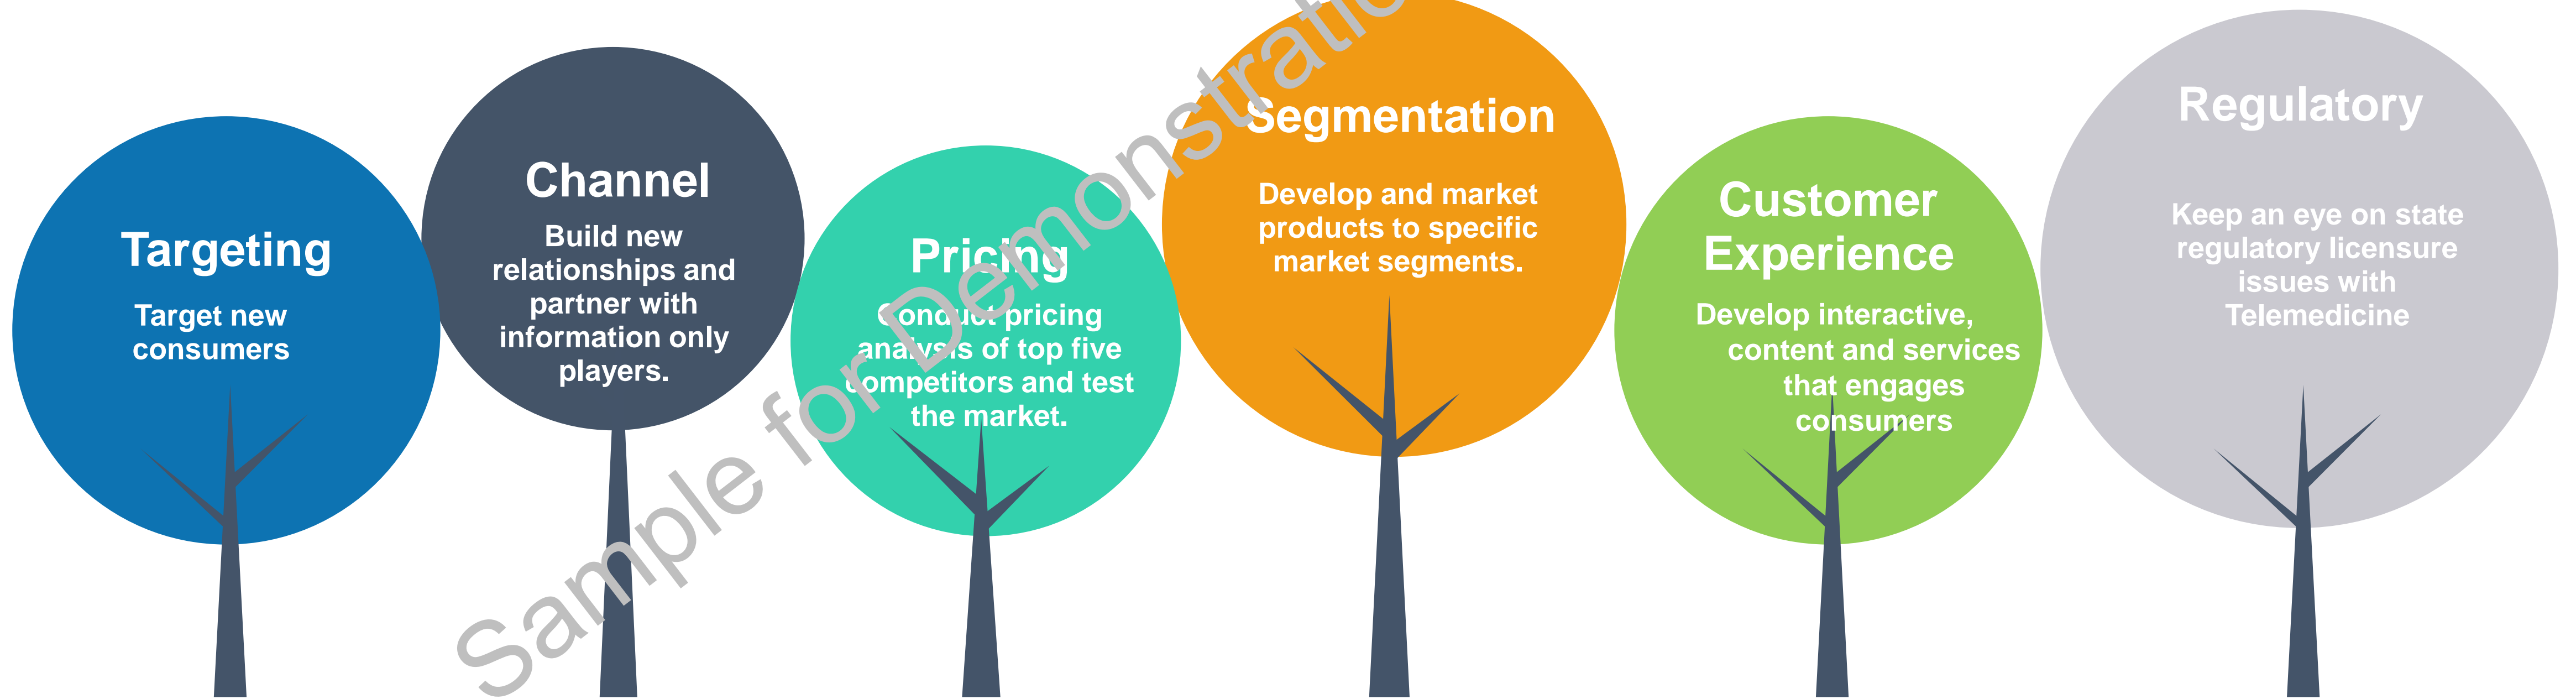 Targeting
Target new
consumers
Channel
Build new
relationships and
partner with
information only
players.
Pricing
Conduct pricing
analysis of top five
competitors and test
the market.
Segmentation
Develop and market
products to specific
market segments.
Customer
Experience
Develop interactive,
content and services
that engages
consumers
Regulatory
Keep an eye on state
regulatory licensure
issues with
Telemedicine
Sample for